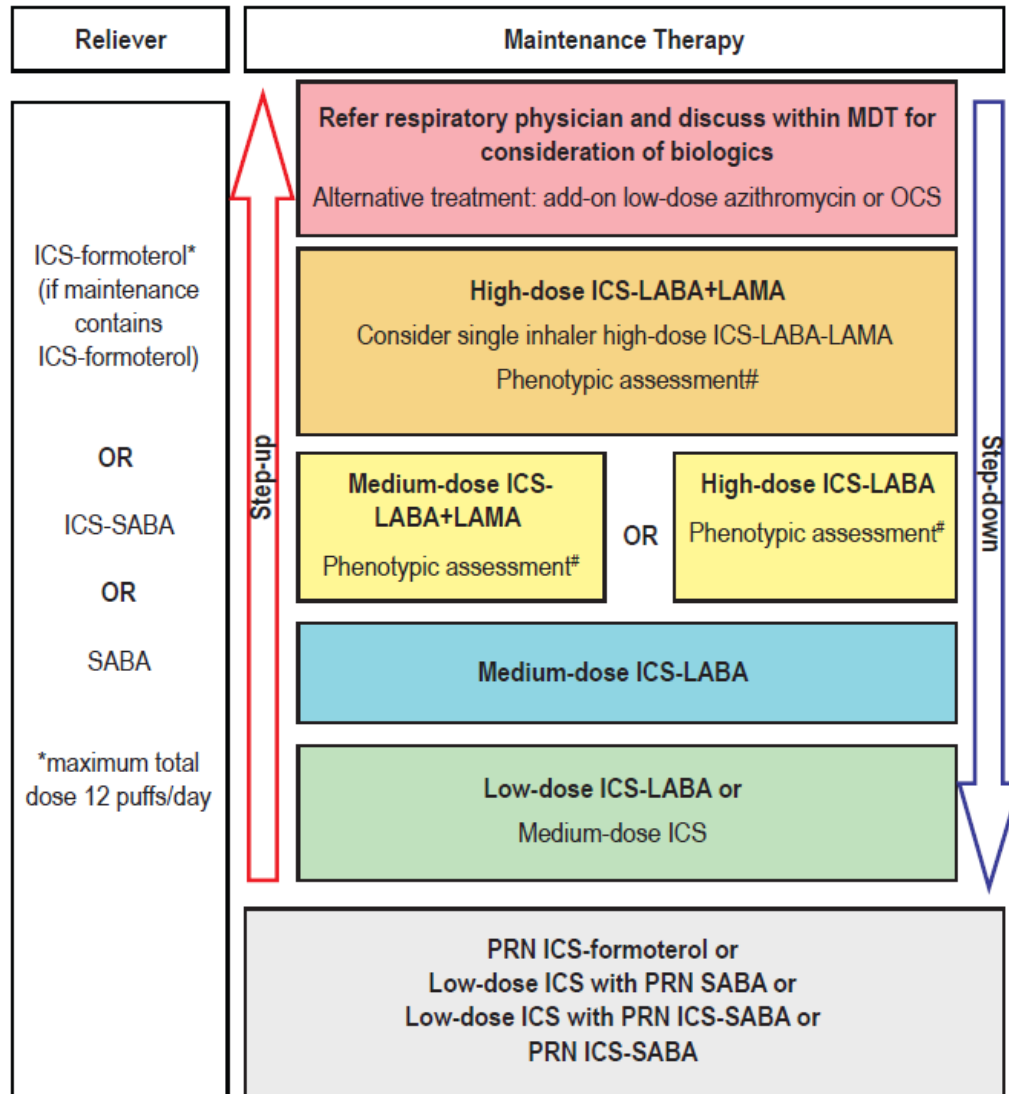 Reliever
Maintenance Therapy
ICS-formoterol*
(if maintenance
contains
ICS-formoterol)
OR
ICS-SABA
OR
SABA
*maximum total
dose 12 puffs/day
Step-up
Refer respiratory physician and discuss within MDT for
consideration of biologics
Alternative treatment: add-on low-dose azithromycin or OCS
High-dose ICS-LABA+LAMA
Consider single inhaler high-dose ICS-LABA-LAMA
Phenotypic assessment#
Medium-dose ICS-
LABA+LAMA
Phenotypic assessment#
OR
High-dose ICS-LABA
Phenotypic assessment#
Medium-dose ICS-LABA
Low-dose ICS-LABA or
Medium-dose ICS
Step-down
PRN ICS-formoterol or
Low-dose ICS with PRN SABA or
Low-dose ICS with PRN ICS-SABA or
PRN ICS-SABA